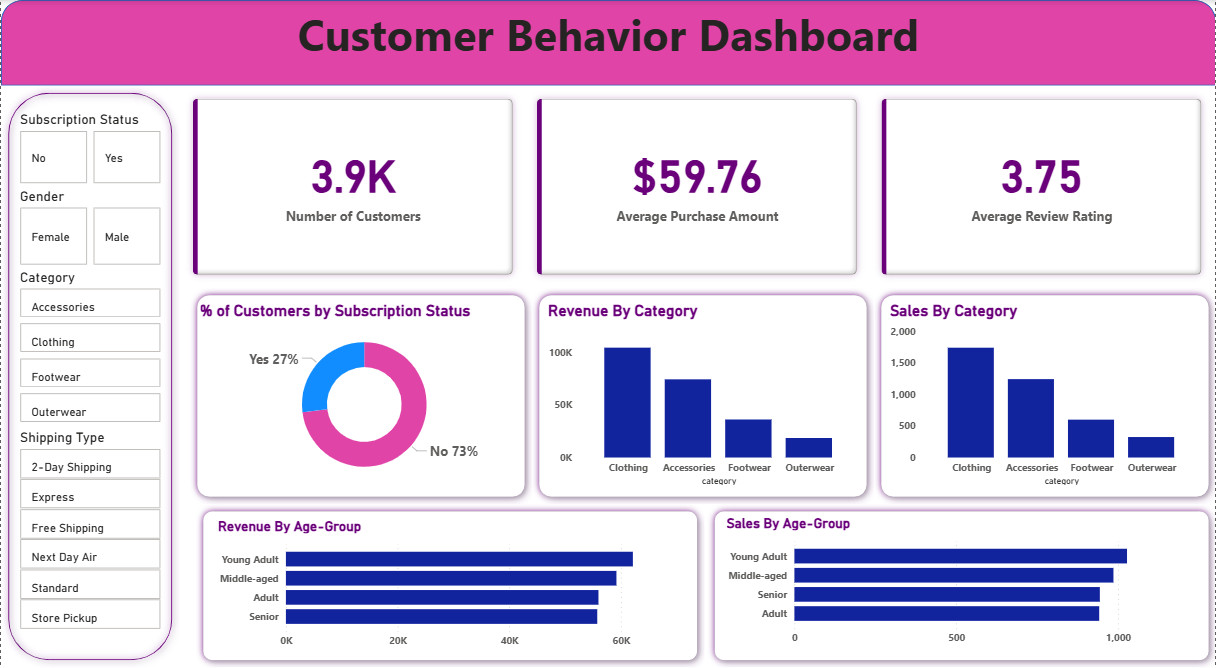 Customer Behavior Dashboard
Subscription Status
No Yes
Gender
Female Male
Category
Accessories
Clothing
Footwear
Outerwear
Shipping Type
2-Day Shipping
Express
Free Shipping
Next Day Air
Standard
Store Pickup
3.9K
Number of Customers
$59.76
Average Purchase Amount
3.75
Average Review Rating
% of Customers by Subscription Status
Yes 27%
No 73%
Revenue By Category
100K
50K
0K
Clothing Accessories Footwear Outerwear
category
Sales By Category
2,000
1,500
1,000
500
0
Clothing Accessories Footwear Outerwear
category
Revenue By Age-Group
Young Adult
Middle-aged
Adult
Senior
0K 20K 40K 60K
Sales By Age-Group
Young Adult
Middle-aged
Senior
Adult
0 500 1,000